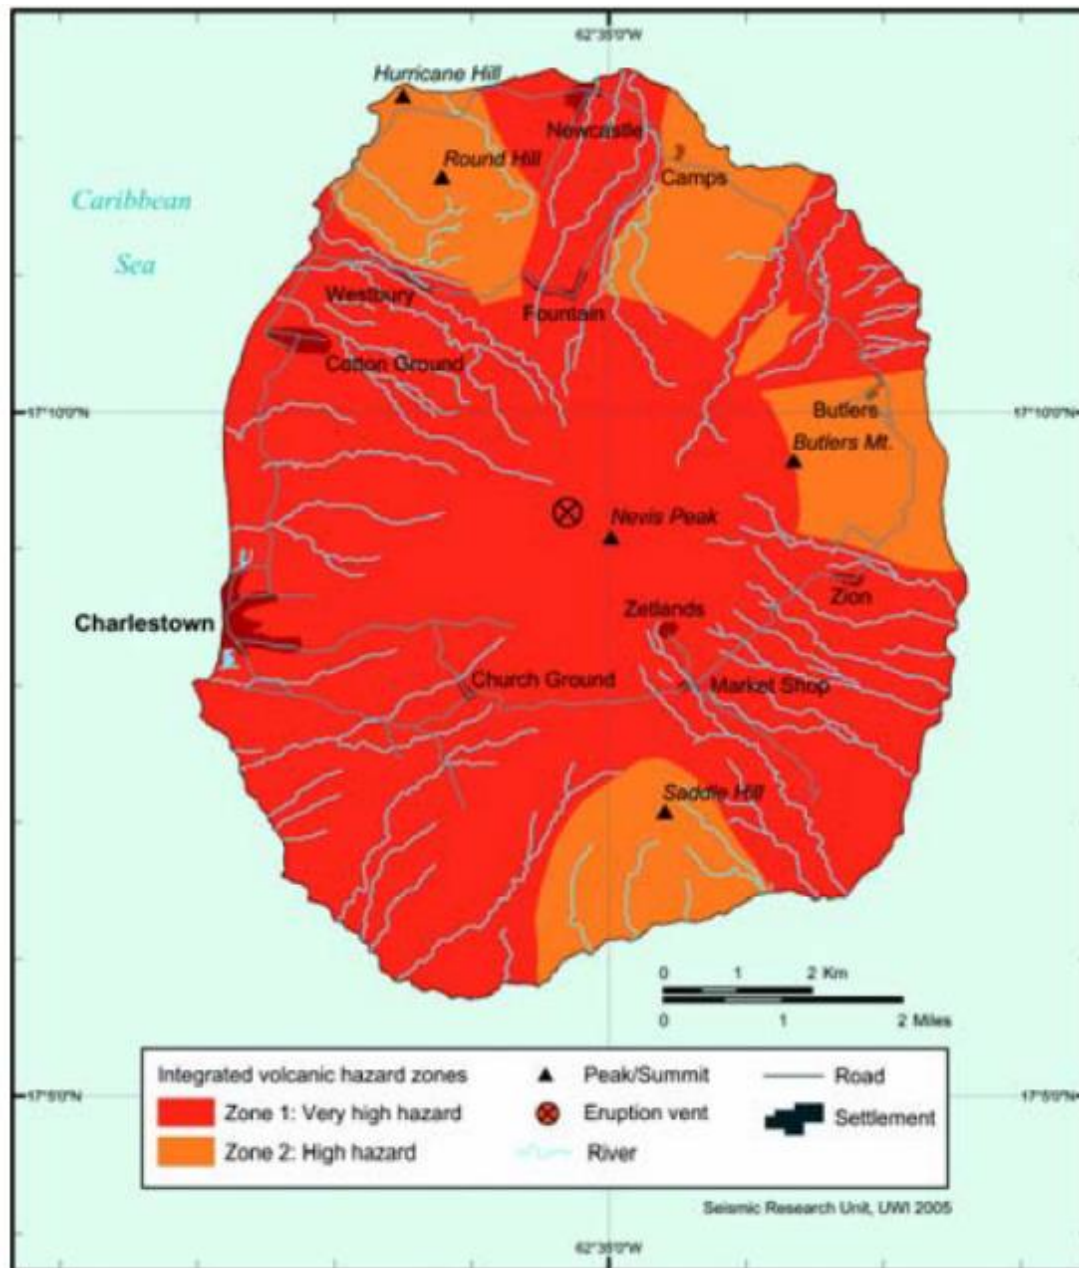 62°35'0"W
Hurricane Hill
Newcastle
Round Hill
Camps
Caribbean
Sea
Westbury
Fountain
Cotton Ground
17°10'0"N
17°10'0"N
Butlers
Butlers Mt.
Nevis Peak
Zion
Zetlands
Charlestown
Church Ground
Market Shop
Saddle Hill
0 1 2 Km
0 1 2 Miles
Integrated volcanic hazard zones
Zone 1: Very high hazard
Zone 2: High hazard
Peak/Summit
Eruption vent
River
Road
Settlement
17°5'0"N
17°5'0"N
Seismic Research Unit, UWI 2005
62°35'0"W